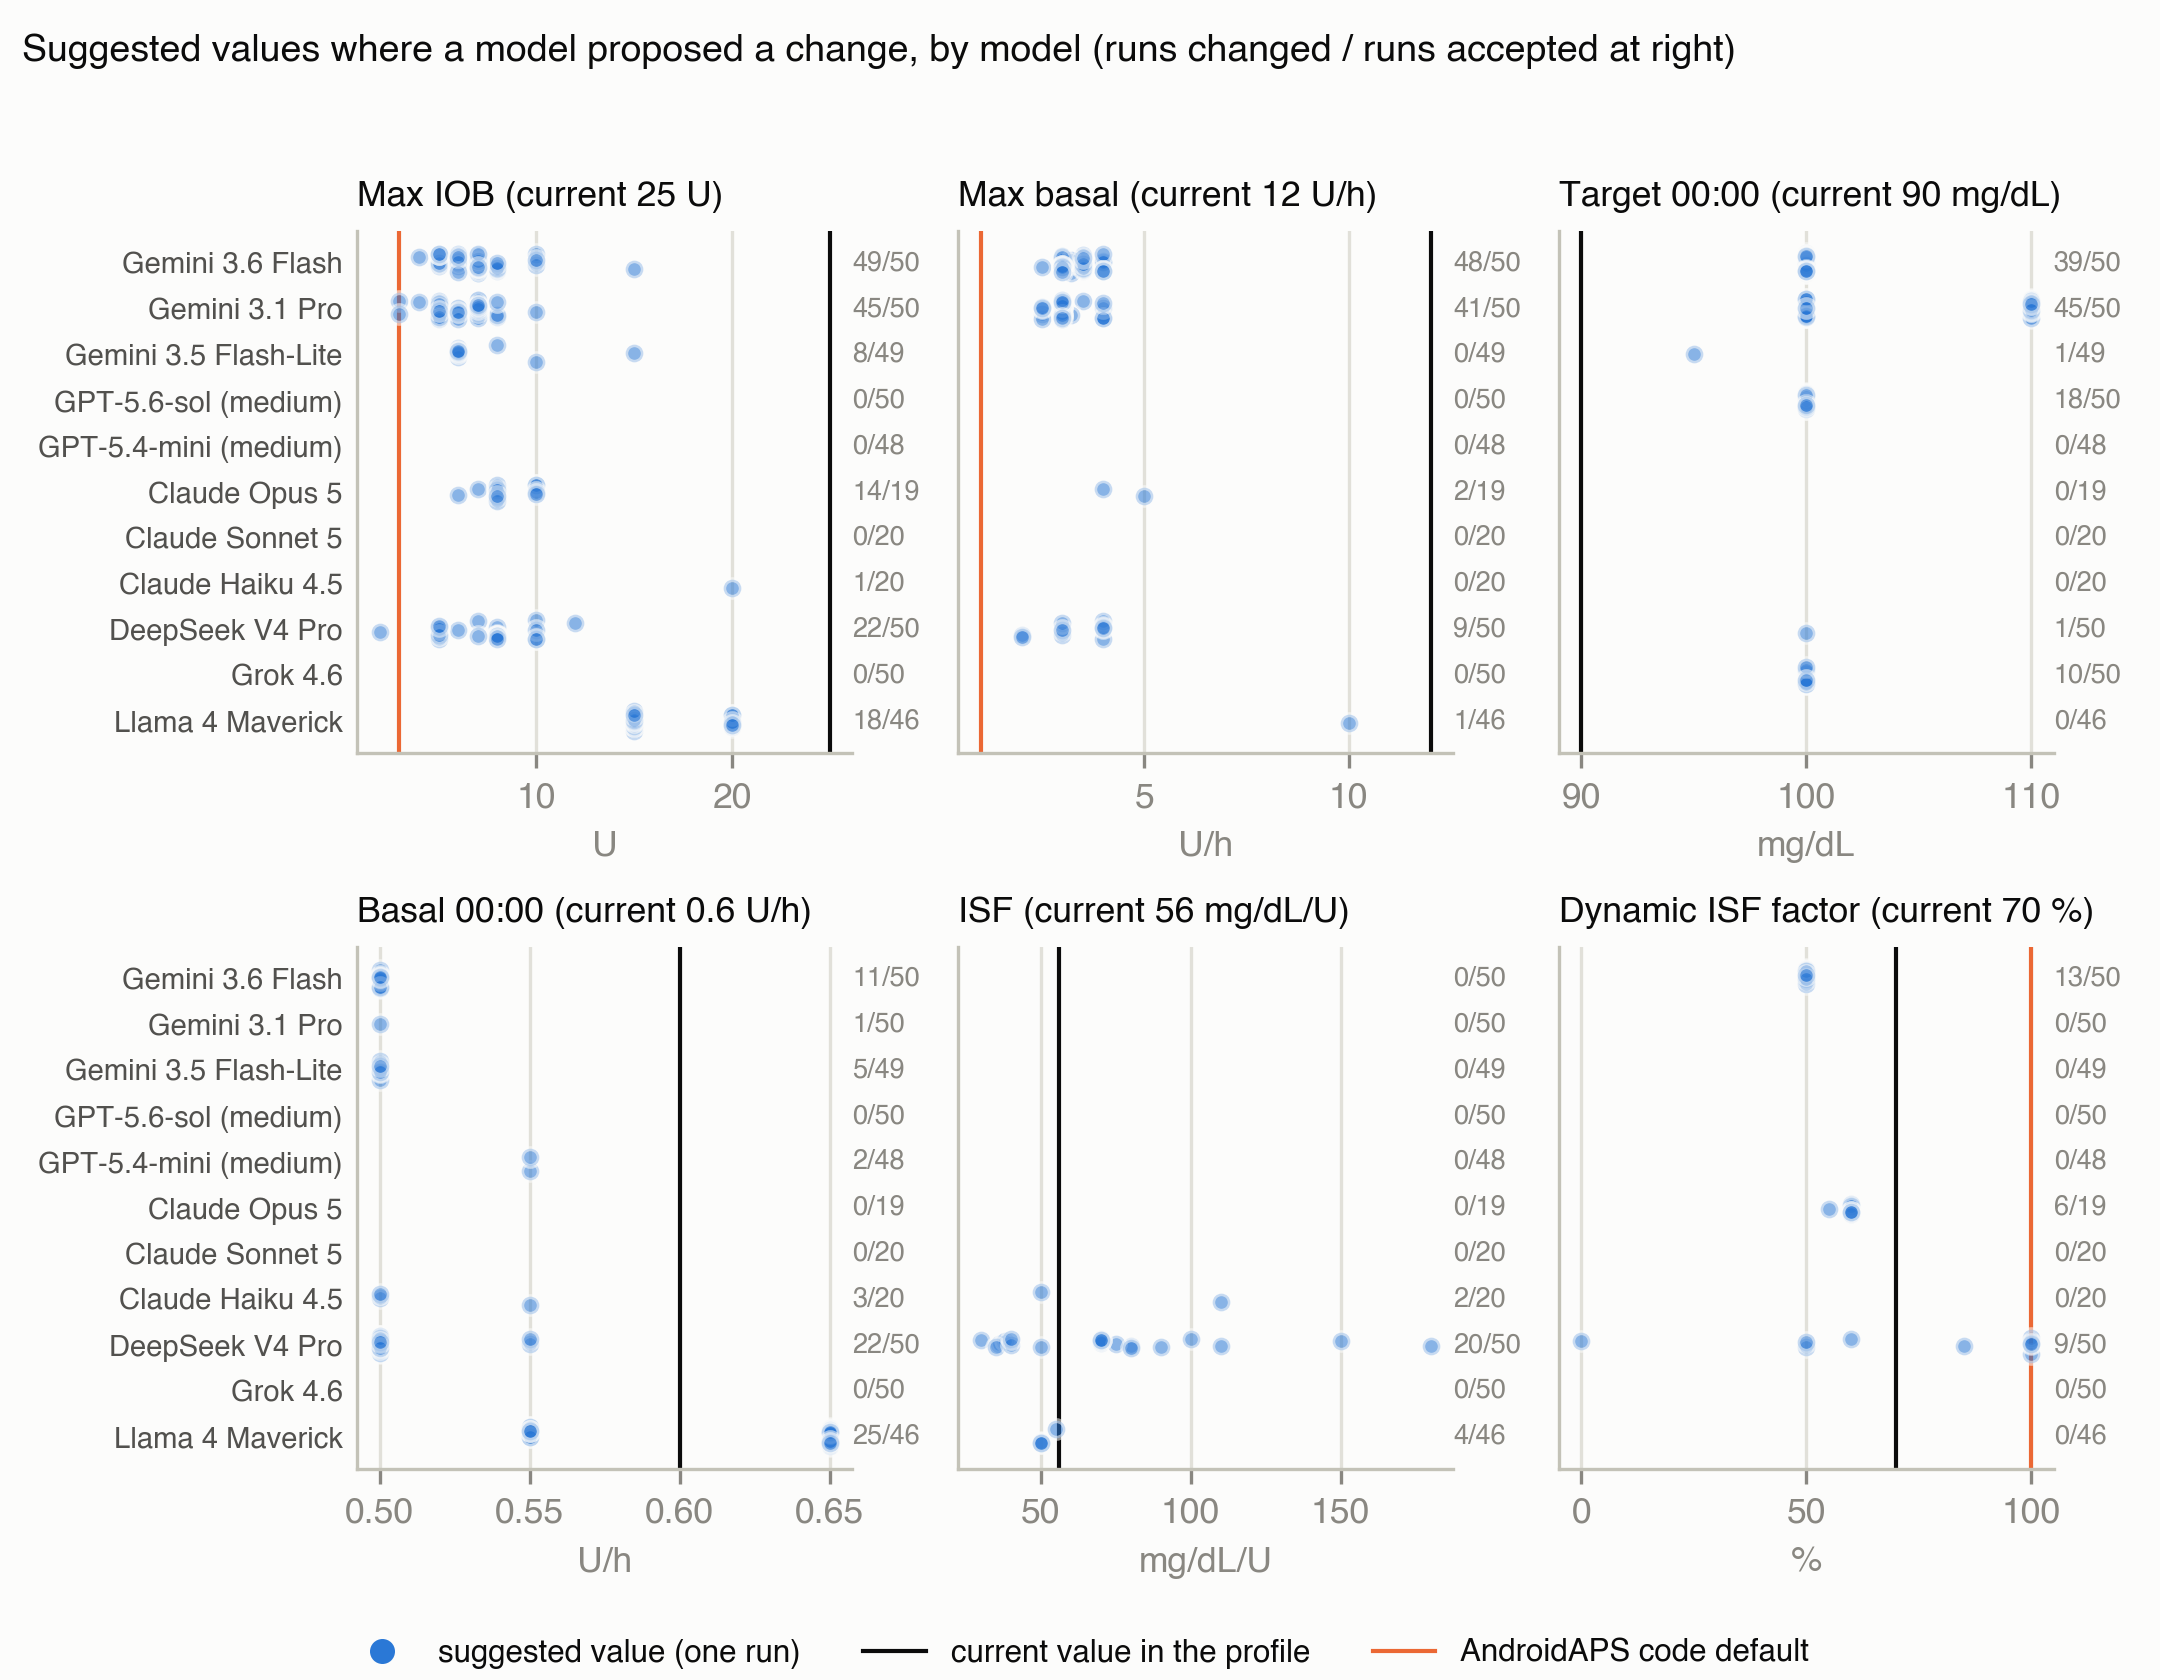 Suggested values where a model proposed a change, by model (runs changed / runs accepted at right)
Max IOB (current 25 U)
Max basal (current 12 U/h)
Target 00:00 (current 90 mg/dL)
Gemini 3.6 Flash 49/50 48/50 39/50
Gemini 3.1 Pro 45/50 41/50 45/50
Gemini 3.5 Flash-Lite 8/49 0/49 1/49
GPT-5.6-sol (medium) 0/50 0/50 18/50
GPT-5.4-mini (medium) 0/48 0/48 0/48
Claude Opus 5 14/19 2/19 0/19
Claude Sonnet 5 0/20 0/20 0/20
Claude Haiku 4.5 1/20 0/20 0/20
DeepSeek V4 Pro 22/50 9/50 1/50
Grok 4.6 0/50 0/50 10/50
Llama 4 Maverick 18/46 1/46 0/46
10 20 5 10 90 100 110
U U/h mg/dL
Basal 00:00 (current 0.6 U/h)
ISF (current 56 mg/dL/U)
Dynamic ISF factor (current 70 %)
Gemini 3.6 Flash 11/50 0/50 13/50
Gemini 3.1 Pro 1/50 0/50 0/50
Gemini 3.5 Flash-Lite 5/49 0/49 0/49
GPT-5.6-sol (medium) 0/50 0/50 0/50
GPT-5.4-mini (medium) 2/48 0/48 0/48
Claude Opus 5 0/19 0/19 6/19
Claude Sonnet 5 0/20 0/20 0/20
Claude Haiku 4.5 3/20 2/20 0/20
DeepSeek V4 Pro 22/50 20/50 9/50
Grok 4.6 0/50 0/50 0/50
Llama 4 Maverick 25/46 4/46 0/46
0.50 0.55 0.60 0.65 50 100 150 0 50 100
U/h mg/dL/U %
suggested value (one run) current value in the profile AndroidAPS code default